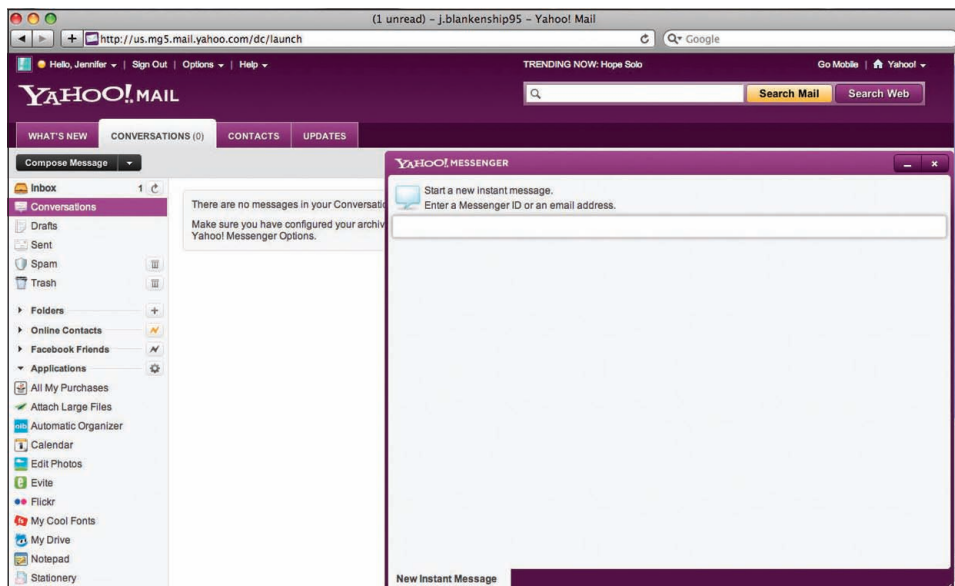 (1 unread) – j.blankenship95 – Yahoo! Mail
http://us.mg5.mail.yahoo.com/dc/launch
Google
Hello, Jennifer | Sign Out | Options | Help
TRENDING NOW: Hope Solo
Go Mobile | Yahoo!
YAHOO! MAIL
Search Mail
Search Web
WHAT'S NEW
CONVERSATIONS (0)
CONTACTS
UPDATES
Compose Message
Inbox 1
Conversations
Drafts
Sent
Spam
Trash
Folders
Online Contacts
Facebook Friends
Applications
All My Purchases
Attach Large Files
Automatic Organizer
Calendar
Edit Photos
Evite
Flickr
My Cool Fonts
My Drive
Notepad
Stationery
There are no messages in your Conversatio
Make sure you have configured your archiv
Yahoo! Messenger Options.
YAHOO! MESSENGER
Start a new instant message.
Enter a Messenger ID or an email address.
New Instant Message